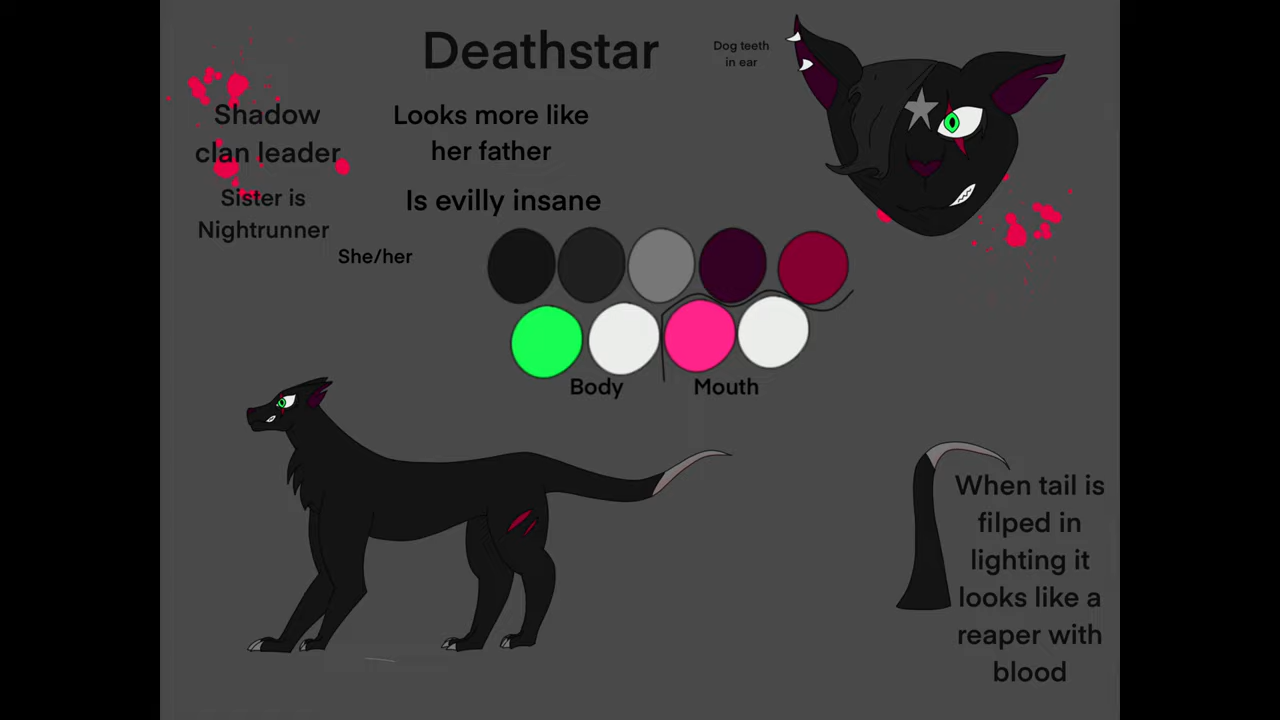 Deathstar
Dog teeth
in ear
Shadow
clan leader
Looks more like
her father
Sister is
Nightrunner
Is evilly insane
She/her
Body
Mouth
When tail is
filped in
lighting it
looks like a
reaper with
blood